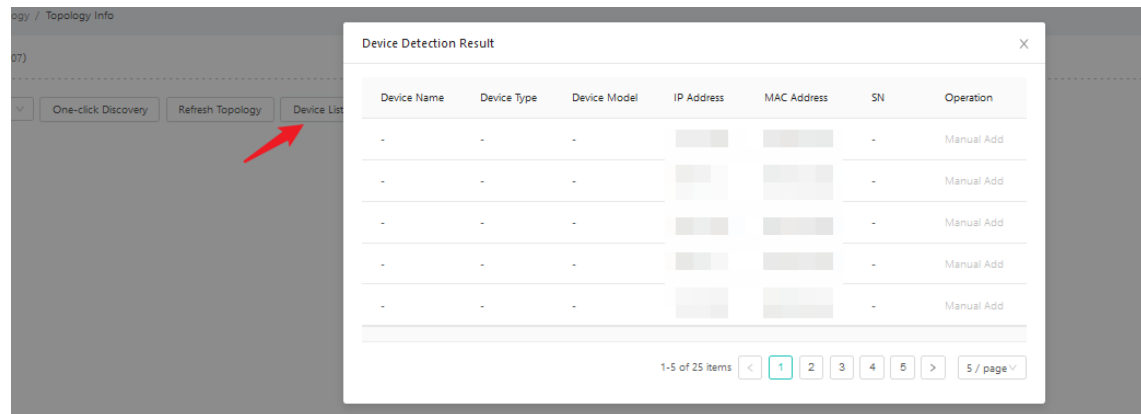 ogy / Topology Info
Device Detection Result
07)
One-click Discovery Refresh Topology Device List
Device Name Device Type Device Model IP Address MAC Address SN Operation
- - - - Manual Add
- - - - Manual Add
- - - - Manual Add
- - - - Manual Add
- - - - Manual Add
1-5 of 25 items < 1 2 3 4 5 > 5 / page